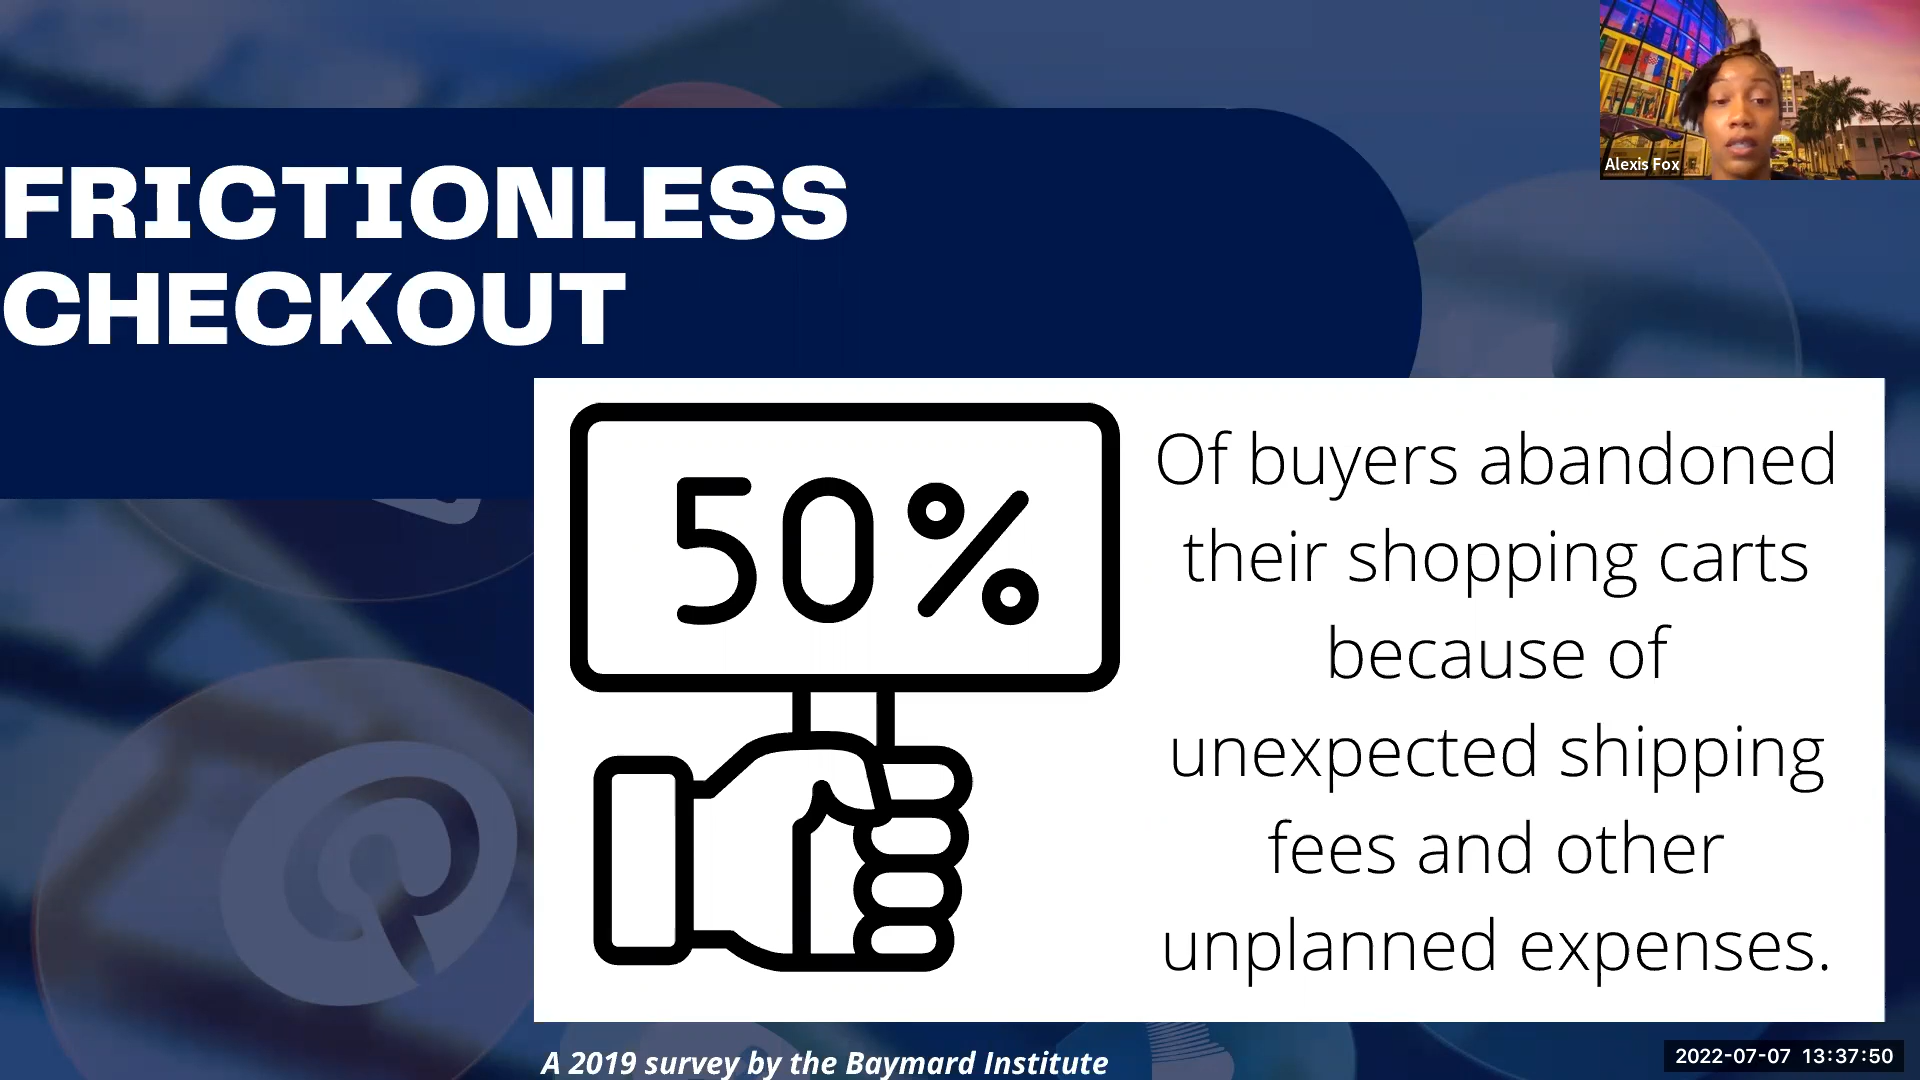 FRICTIONLESS
CHECKOUT
Alexis Fox
50%
Of buyers abandoned
their shopping carts
because of
unexpected shipping
fees and other
unplanned expenses.
A 2019 survey by the Baymard Institute
2022-07-07 13:37:50